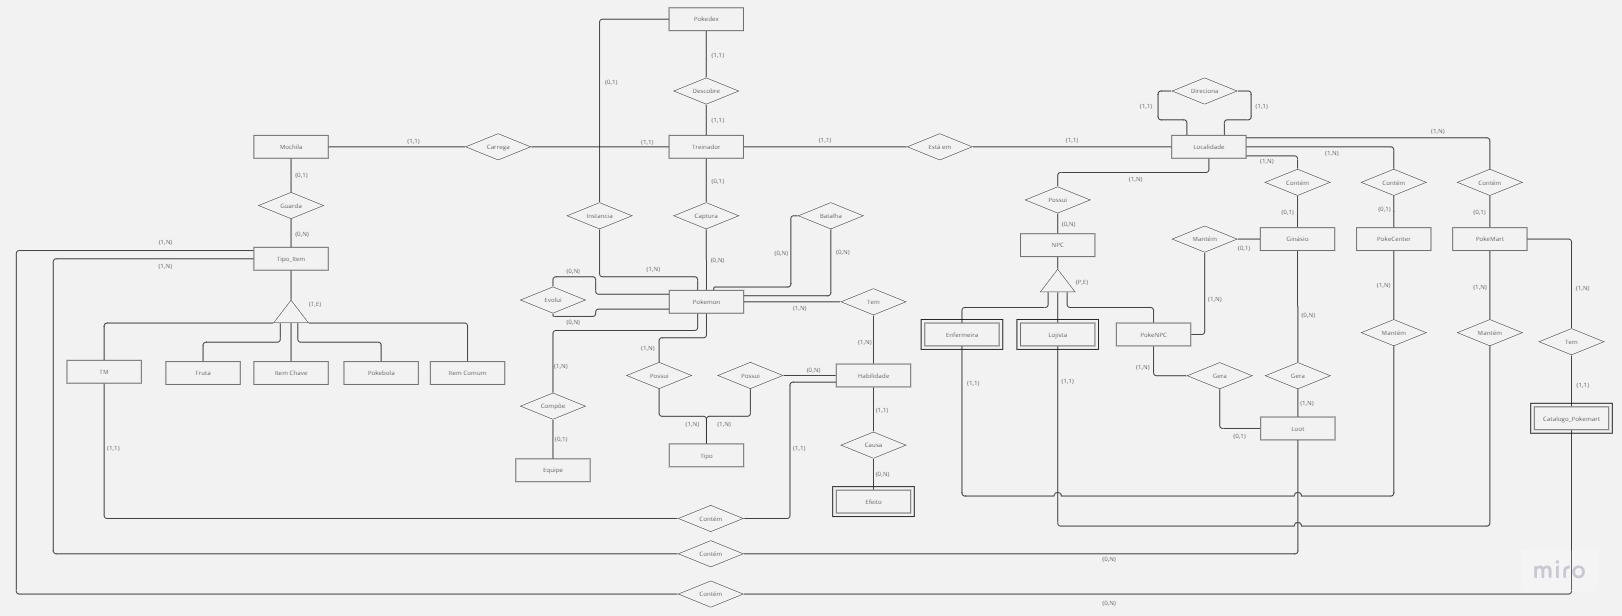 Pokedex
(1,1)
(0,1)
Descobre
Direciona
(1,1)
(1,1)
(1,1)
(1,N)
Mochila
(1,1)
Carrega
(1,1)
Treinador
(1,1)
Está em
(1,1)
Localidade
(1,N)
(1,N)
(0,1)
(0,1)
(1,N)
Contém
Contém
Contém
Guarda
Instancia
Captura
Batalha
Possui
(0,1)
(0,1)
(0,1)
(0,N)
(0,N)
(1,N)
Mantém
(0,1)
Ginásio
PokeCenter
PokeMart
NPC
(0,N)
(0,N)
(0,N)
Tipo_Item
(1,N)
(0,N)
(1,N)
Evolui
Pokemon
(1,N)
Tem
(P,E)
(1,N)
(1,N)
(1,N)
(1,N)
(T,E)
(0,N)
(0,N)
Enfermeira
Lojista
PokeNPC
Mantém
Mantém
Tem
(1,N)
(1,N)
TM
Fruta
Item Chave
Pokebola
Item Comum
(1,N)
Possui
Possui
(0,N)
Habilidade
(1,N)
Gera
Gera
(1,1)
(1,1)
(1,1)
Compõe
(1,1)
(1,N)
Catalogo_Pokemart
(1,N)
(1,N)
Loot
(0,1)
(0,1)
Causa
(1,1)
(1,1)
Tipo
Equipe
(0,N)
Efeito
Contém
Contém
(0,N)
miro
Contém
(0,N)